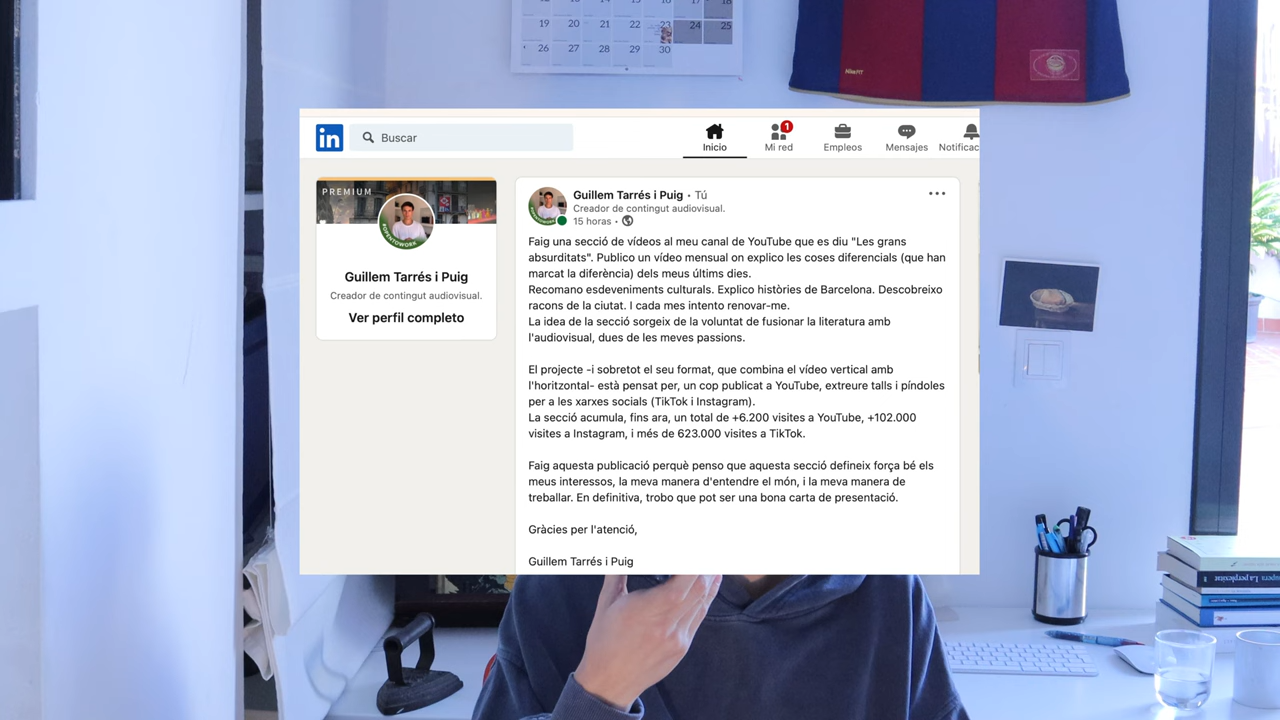 16 17 18
19 20 21 22 23 24 25
26 27 28 29 30
in
Buscar
Inicio
1
Mi red
Empleos
Mensajes
Notificac
PREMIUM
#OPENTOWORK
Guillem Tarrés i Puig
Creador de contingut audiovisual.
Ver perfil completo
Guillem Tarrés i Puig • Tú
Creador de contingut audiovisual.
15 horas •
Faig una secció de vídeos al meu canal de YouTube que es diu "Les grans
absurditats". Publico un vídeo mensual on explico les coses diferencials (que han
marcat la diferència) dels meus últims dies.
Recomano esdeveniments culturals. Explico històries de Barcelona. Descobreixo
racons de la ciutat. I cada mes intento renovar-me.
La idea de la secció sorgeix de la voluntat de fusionar la literatura amb
l'audiovisual, dues de les meves passions.
El projecte -i sobretot el seu format, que combina el vídeo vertical amb
l'horitzontal- està pensat per, un cop publicat a YouTube, extreure talls i píndoles
per a les xarxes socials (TikTok i Instagram).
La secció acumula, fins ara, un total de +6.200 visites a YouTube, +102.000
visites a Instagram, i més de 623.000 visites a TikTok.
Faig aquesta publicació perquè penso que aquesta secció defineix força bé els
meus interessos, la meva manera d'entendre el món, i la meva manera de
treballar. En definitiva, trobo que pot ser una bona carta de presentació.
Gràcies per l'atenció,
Guillem Tarrés i Puig
La perplexitat